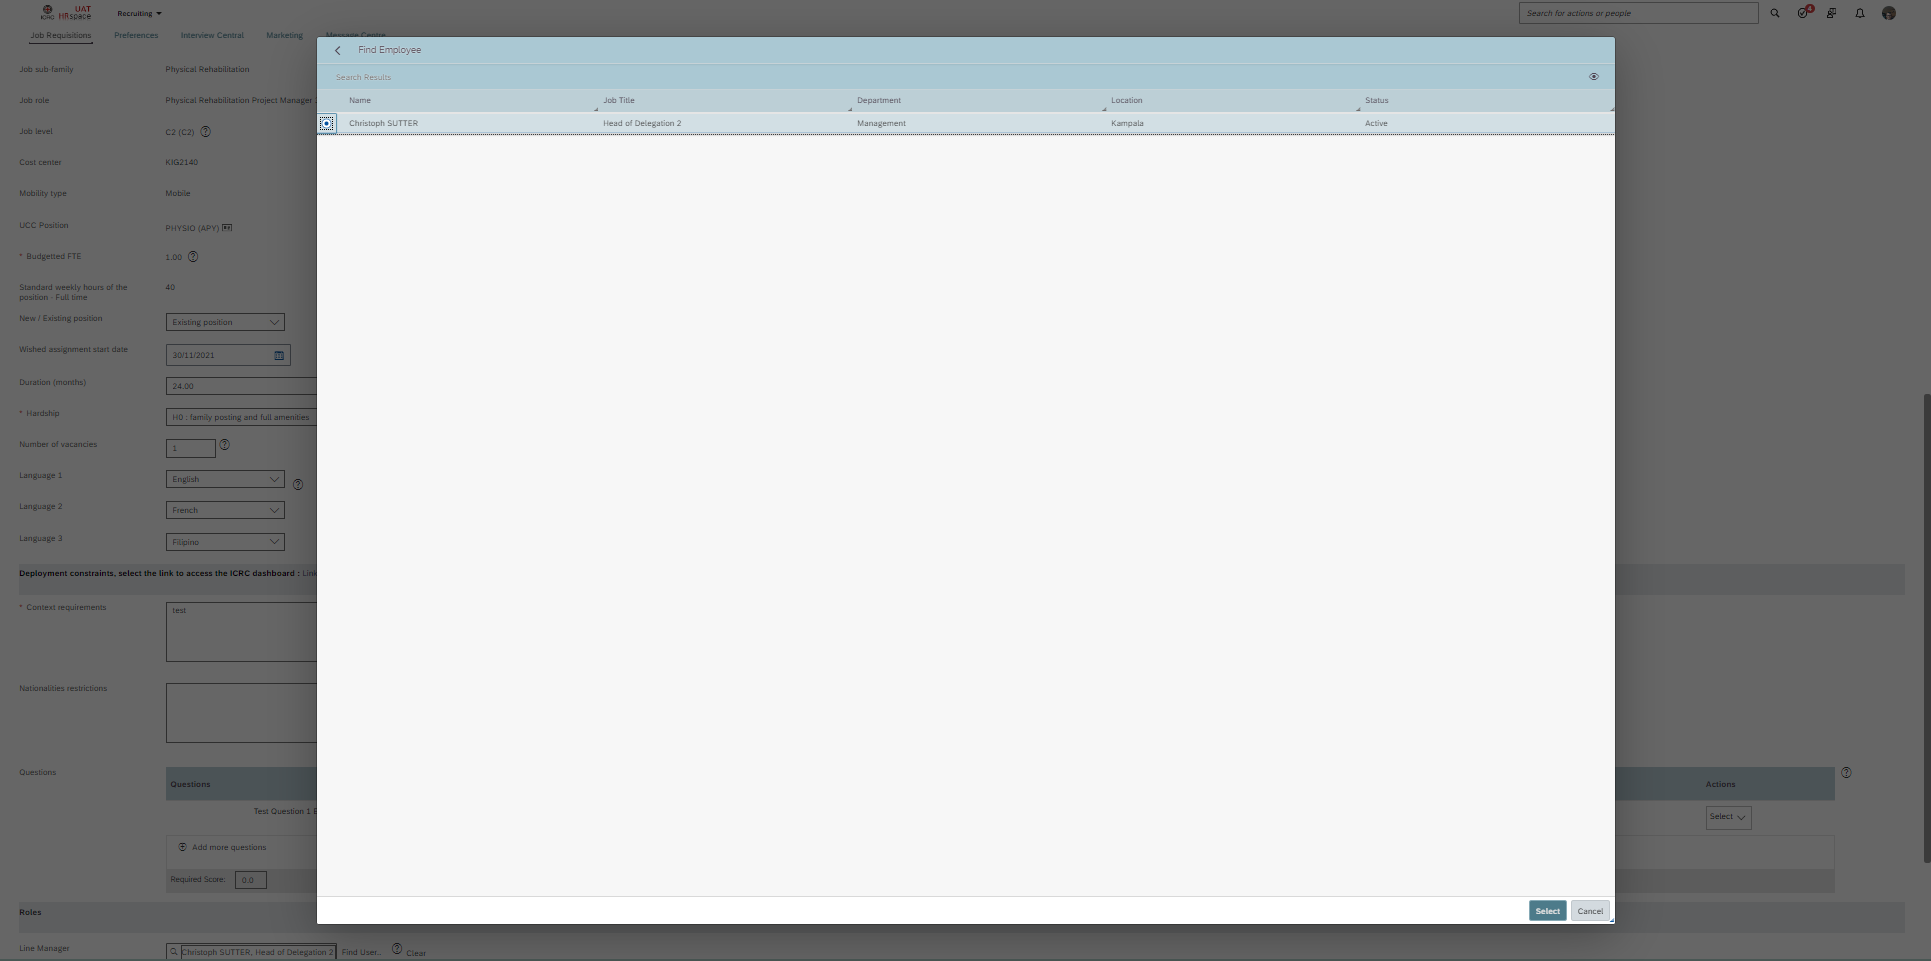 UAT
ICRC HRspace
Recruiting
Search for actions or people
4
Job Requisitions Preferences Interview Central Marketing Message Centre
Find Employee
Search Results
Name Job Title Department Location Status
Christoph SUTTER Head of Delegation 2 Management Kampala Active
Job sub-family Physical Rehabilitation
Job role Physical Rehabilitation Project Manager
Job level C2 (C2)
Cost center KIG2140
Mobility type Mobile
UCC Position PHYSIO (APY)
* Budgetted FTE 1.00
Standard weekly hours of the
position - Full time 40
New / Existing position Existing position
Wished assignment start date 30/11/2021
Duration (months) 24.00
* Hardship H0 : family posting and full amenities
Number of vacancies 1
Language 1 English
Language 2 French
Language 3 Filipino
Deployment constraints, select the link to access the ICRC dashboard : Link
* Context requirements test
Nationalities restrictions
Questions Questions Actions
Test Question 1 E Select
Add more questions
Required Score: 0.0
Roles
Select Cancel
Line Manager Christoph SUTTER, Head of Delegation 2 Find User.. Clear